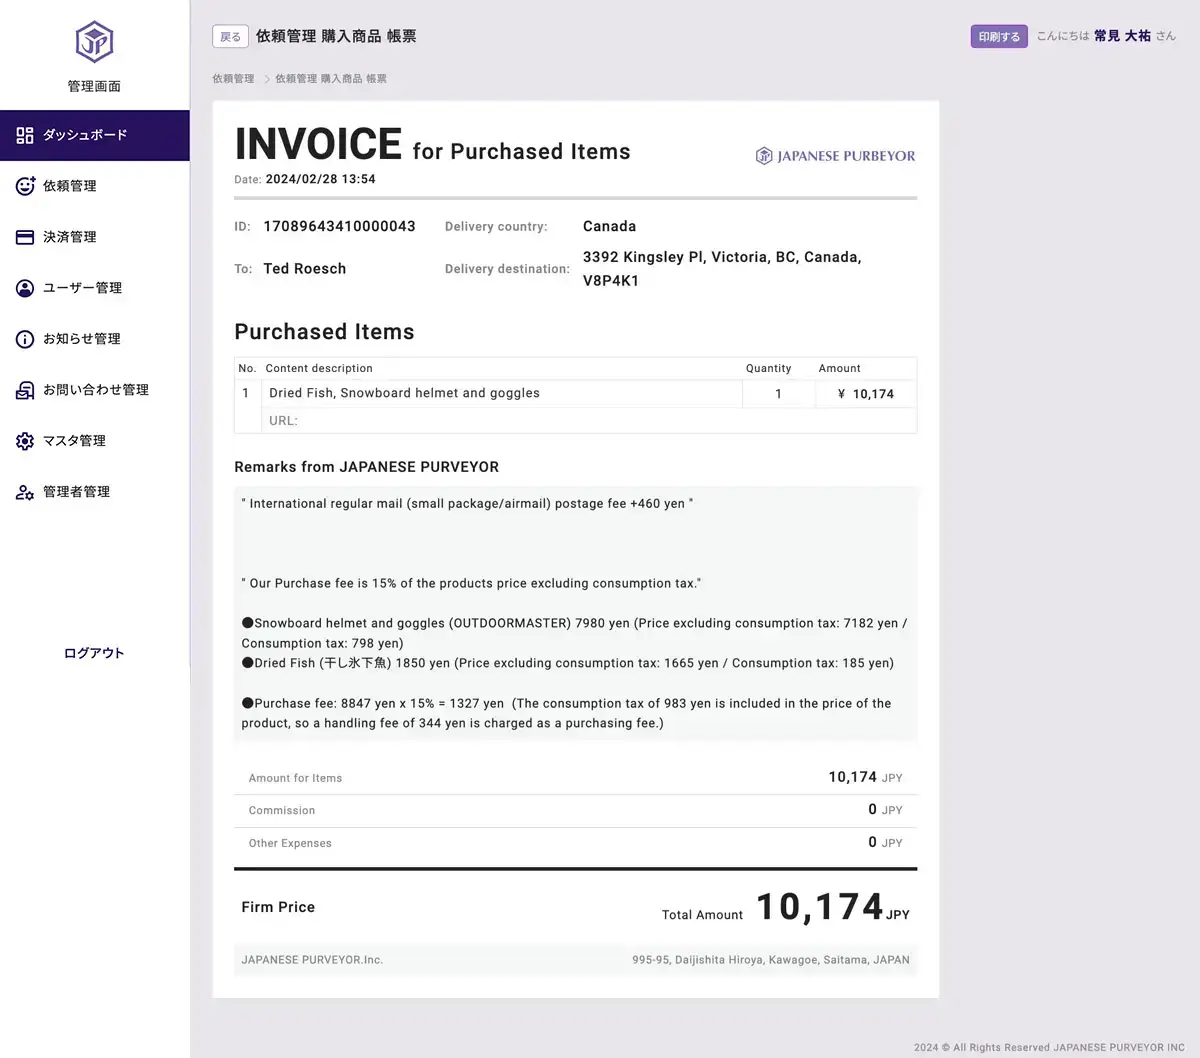 JP
管理画面
ダッシュボード
依頼管理
決済管理
ユーザー管理
お知らせ管理
お問い合わせ管理
マスタ管理
管理者管理
ログアウト
戻る 依頼管理 購入商品 帳票
印刷する こんにちは 常見 大祐 さん
依頼管理 > 依頼管理 購入商品 帳票
INVOICE for Purchased Items
JAPANESE PURBEYOR
Date: 2024/02/28 13:54
ID: 17089643410000043 Delivery country: Canada
To: Ted Roesch Delivery destination: 3392 Kingsley Pl, Victoria, BC, Canada,
V8P4K1
Purchased Items
No. Content description Quantity Amount
1 Dried Fish, Snowboard helmet and goggles 1 ¥ 10,174
URL:
Remarks from JAPANESE PURVEYOR
" International regular mail (small package/airmail) postage fee +460 yen "
" Our Purchase fee is 15% of the products price excluding consumption tax."
●Snowboard helmet and goggles (OUTDOORMASTER) 7980 yen (Price excluding consumption tax: 7182 yen /
Consumption tax: 798 yen)
●Dried Fish (干し氷下魚) 1850 yen (Price excluding consumption tax: 1665 yen / Consumption tax: 185 yen)
●Purchase fee: 8847 yen x 15% = 1327 yen (The consumption tax of 983 yen is included in the price of the
product, so a handling fee of 344 yen is charged as a purchasing fee.)
Amount for Items 10,174 JPY
Commission 0 JPY
Other Expenses 0 JPY
Firm Price Total Amount 10,174 JPY
JAPANESE PURVEYOR.Inc. 995-95, Daijishita Hiroya, Kawagoe, Saitama, JAPAN
2024 © All Rights Reserved JAPANESE PURVEYOR INC